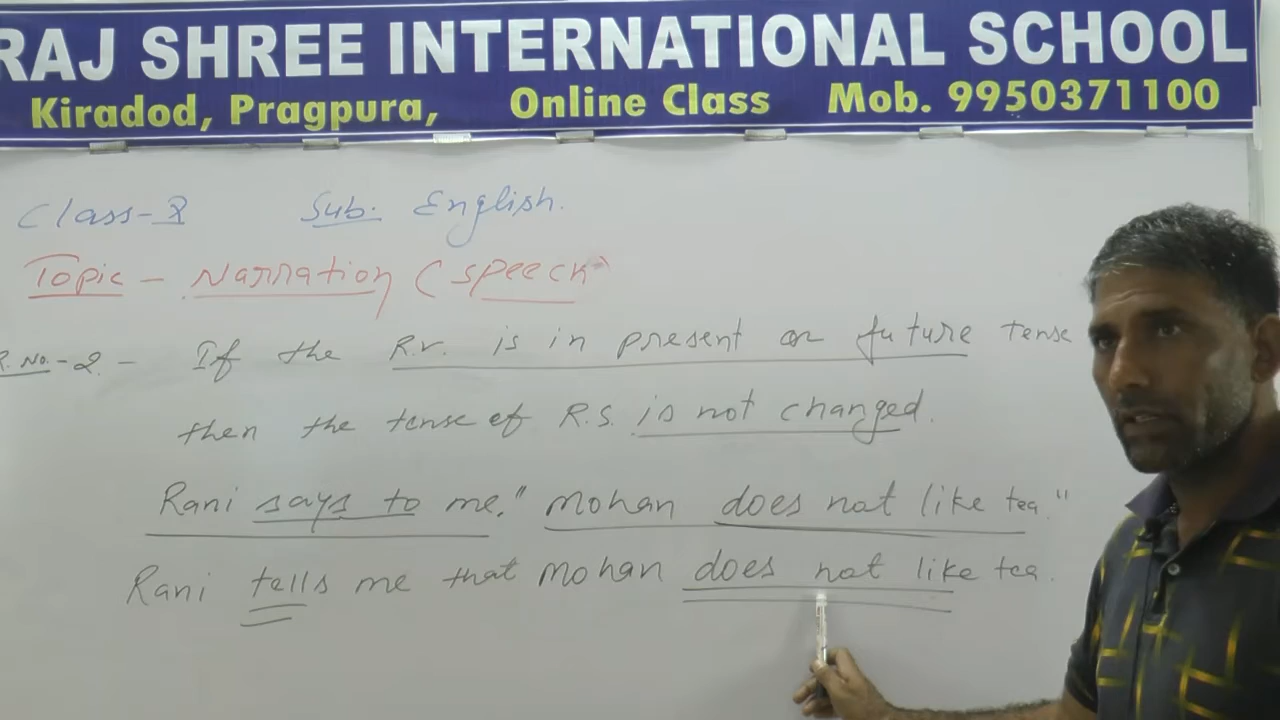 RAJ SHREE INTERNATIONAL SCHOOL
Kiradod, Pragpura, Online Class Mob. 9950371100
Class-X Sub. English.
Topic - Narration (speech)
R. No.-2 - If the R.v. is in present or future tense
then the tense of R.S. is not changed.
Rani says to me, "Mohan does not like tea."
Rani tells me that Mohan does not like tea.